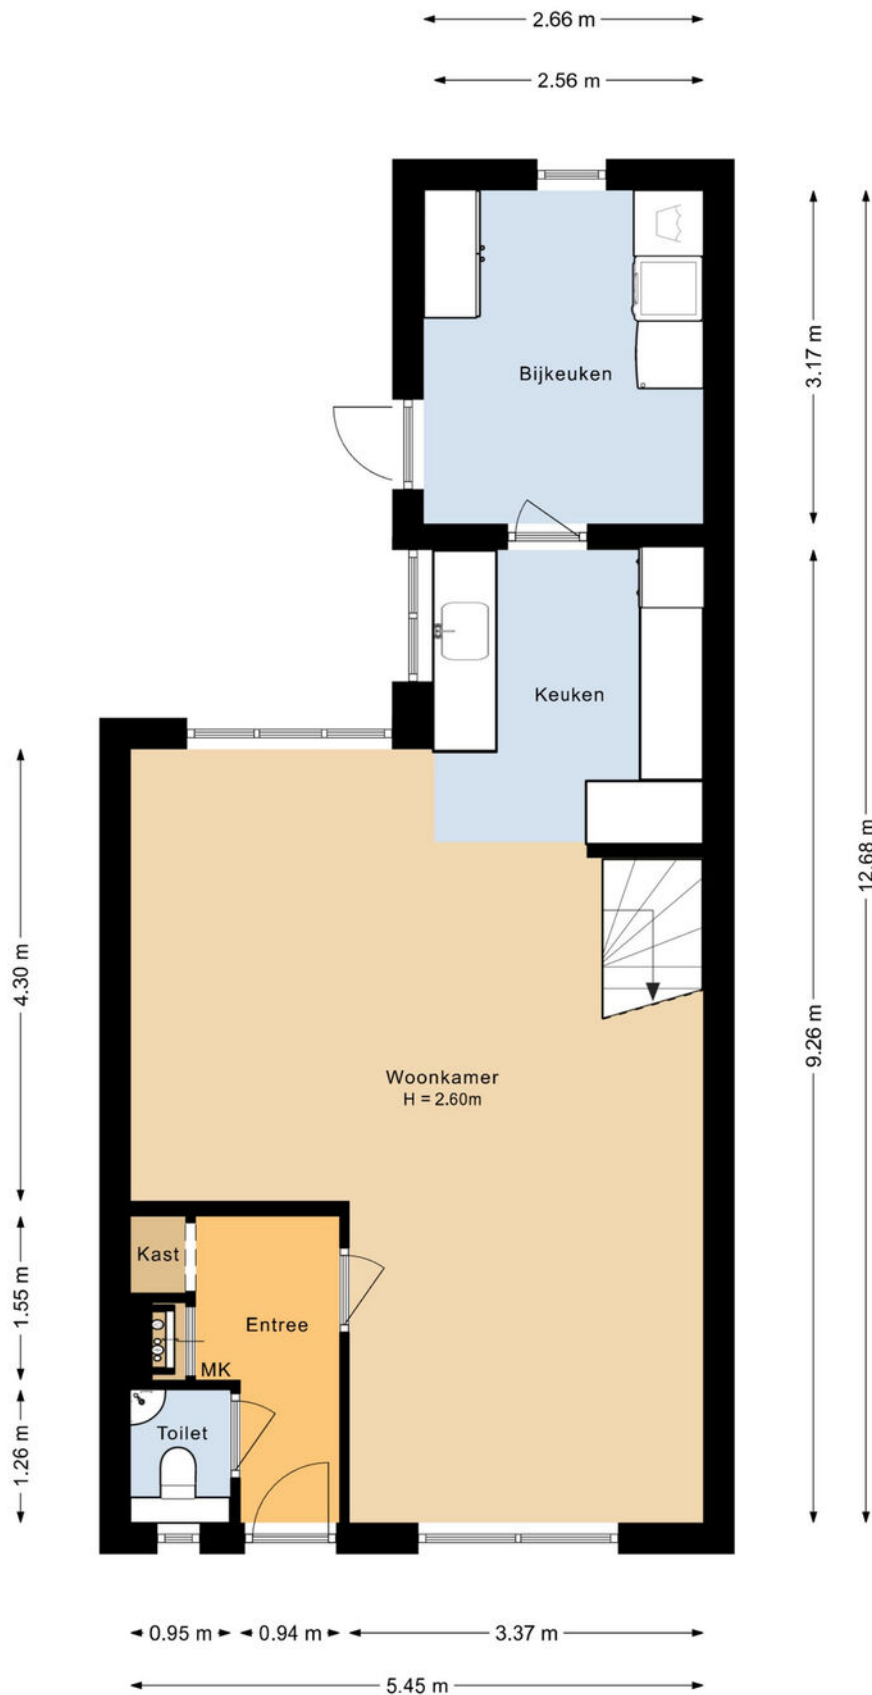 2.66 m
2.56 m
3.17 m
Bijkeuken
Keuken
12.68 m
4.30 m
9.26 m
Woonkamer
H = 2.60m
Kast
1.55 m
Entree
MK
Toilet
1.26 m
0.95 m
0.94 m
3.37 m
5.45 m